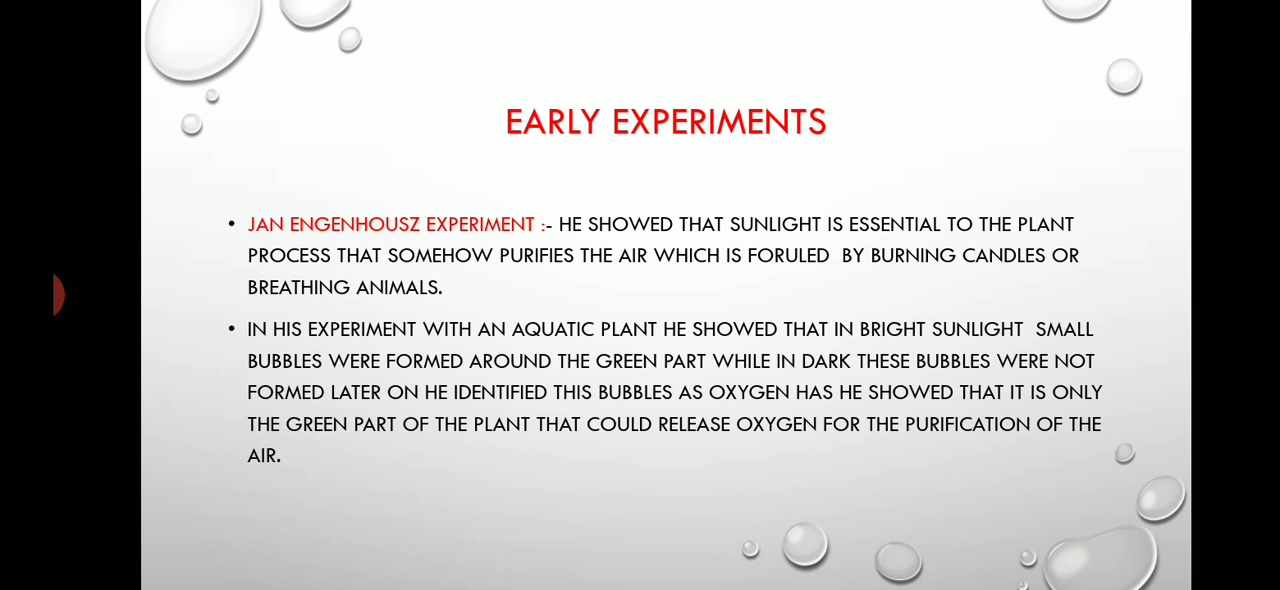 EARLY EXPERIMENTS
• JAN ENGENHOUSZ EXPERIMENT :- HE SHOWED THAT SUNLIGHT IS ESSENTIAL TO THE PLANT
PROCESS THAT SOMEHOW PURIFIES THE AIR WHICH IS FORULED BY BURNING CANDLES OR
BREATHING ANIMALS.
• IN HIS EXPERIMENT WITH AN AQUATIC PLANT HE SHOWED THAT IN BRIGHT SUNLIGHT SMALL
BUBBLES WERE FORMED AROUND THE GREEN PART WHILE IN DARK THESE BUBBLES WERE NOT
FORMED LATER ON HE IDENTIFIED THIS BUBBLES AS OXYGEN HAS HE SHOWED THAT IT IS ONLY
THE GREEN PART OF THE PLANT THAT COULD RELEASE OXYGEN FOR THE PURIFICATION OF THE
AIR.